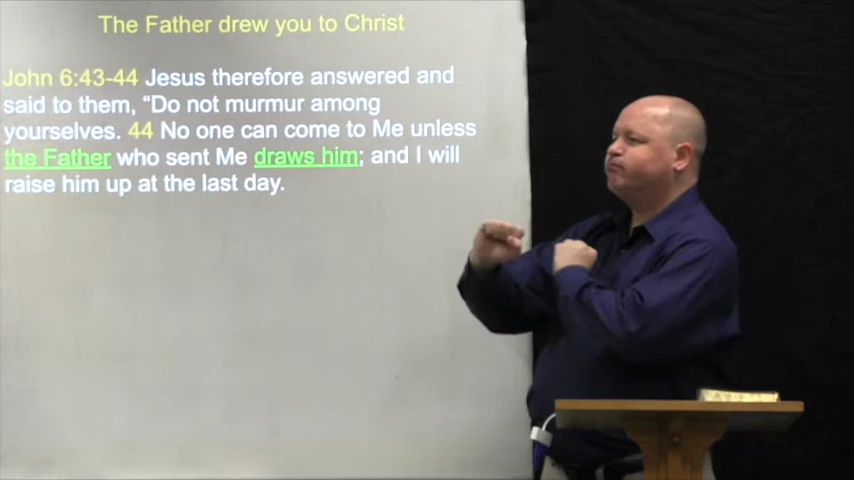 The Father drew you to Christ
John 6:43-44 Jesus therefore answered and
said to them, “Do not murmur among
yourselves. 44 No one can come to Me unless
the Father who sent Me draws him; and I will
raise him up at the last day.